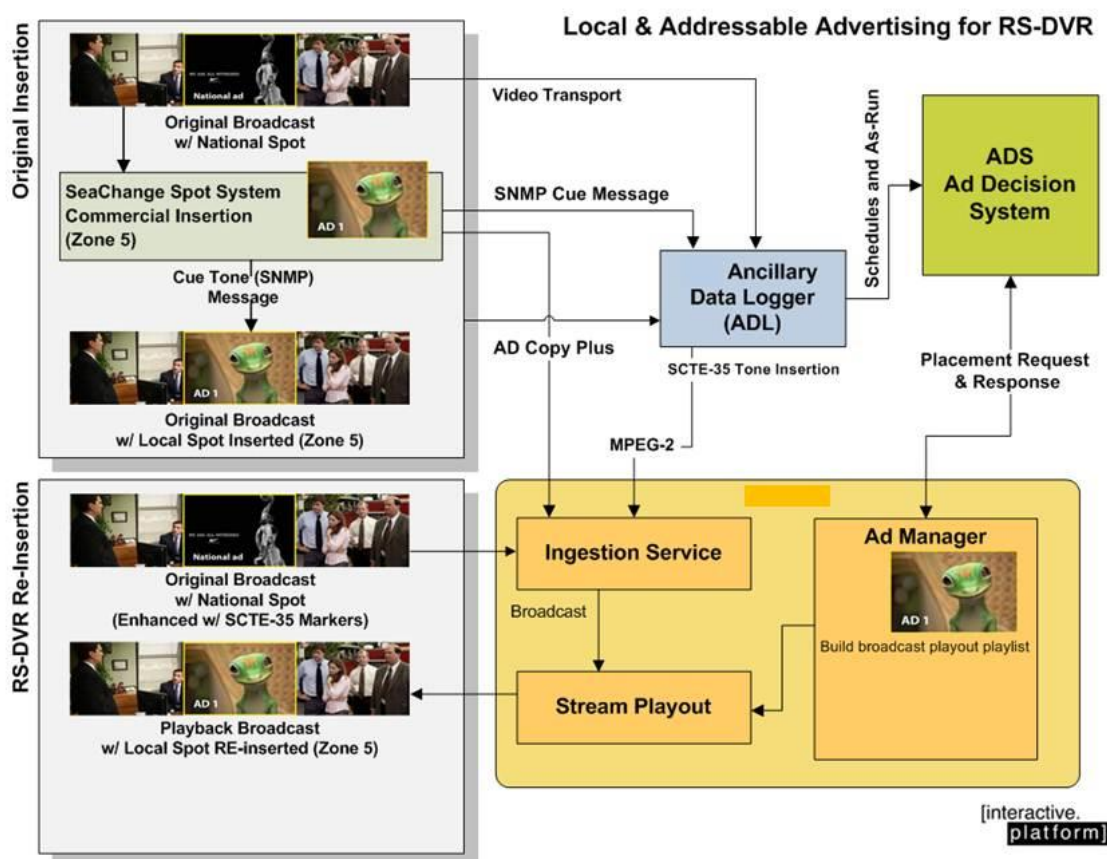 Local & Addressable Advertising for RS-DVR
Original Insertion
National ad
Original Broadcast
w/ National Spot
SeaChange Spot System
Commercial Insertion
(Zone 5)
AD 1
Cue Tone (SNMP)
Message
AD 1
Original Broadcast
w/ Local Spot Inserted (Zone 5)
Video Transport
SNMP Cue Message
AD Copy Plus
Ancillary
Data Logger
(ADL)
SCTE-35 Tone Insertion
MPEG-2
Schedules and As-Run
ADS
Ad Decision
System
Placement Request
& Response
RS-DVR Re-Insertion
National ad
Original Broadcast
w/ National Spot
(Enhanced w/ SCTE-35 Markers)
AD 1
Playback Broadcast
w/ Local Spot RE-inserted (Zone 5)
Ingestion Service
Broadcast
Stream Playout
Ad Manager
AD 1
Build broadcast playout playlist
[interactive.
platform]